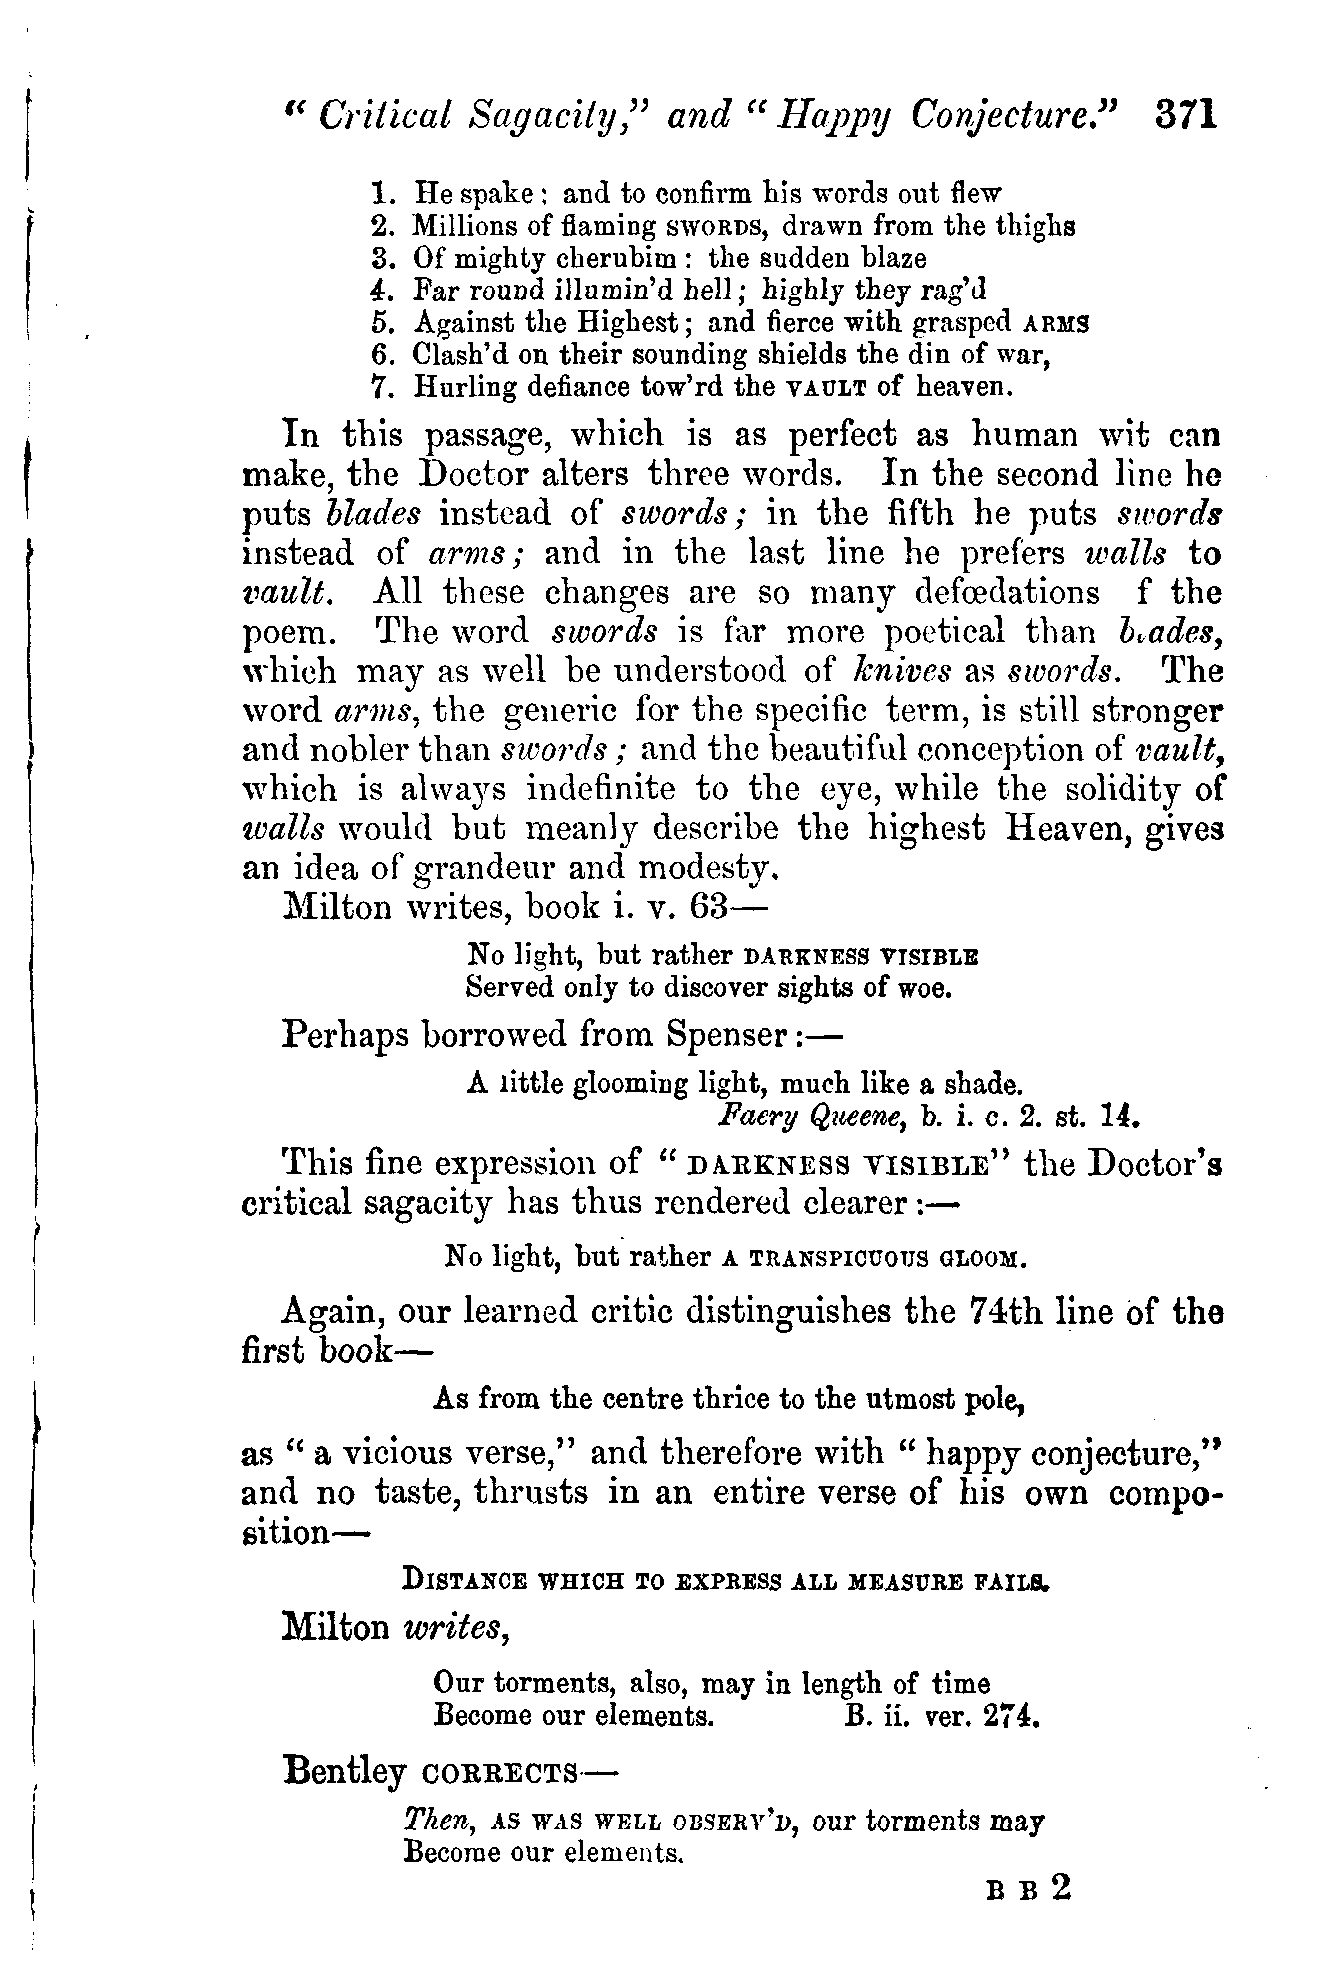 “ Critical Sagacity,” and “ Happy Conjecture.” 371
1. He spake : and to confirm his words out flew
2. Millions of flaming SWORDS, drawn from the thighs
3. Of mighty cherubim : the sudden blaze
4. Far round illumin’d hell ; highly they rag’d
5. Against the Highest ; and fierce with grasped ARMS
6. Clash’d on their sounding shields the din of war,
7. Hurling defiance tow’rd the VAULT of heaven.
In this passage, which is as perfect as human wit can
make, the Doctor alters three words. In the second line he
puts blades instead of swords ; in the fifth he puts swords
instead of arms ; and in the last line he prefers walls to
vault. All these changes are so many defœdations f the
poem. The word swords is far more poetical than blades,
which may as well be understood of knives as swords. The
word arms, the generic for the specific term, is still stronger
and nobler than swords ; and the beautiful conception of vault,
which is always indefinite to the eye, while the solidity of
walls would but meanly describe the highest Heaven, gives
an idea of grandeur and modesty.
Milton writes, book i. v. 63—
No light, but rather DARKNESS VISIBLE
Served only to discover sights of woe.
Perhaps borrowed from Spenser :—
A little glooming light, much like a shade.
Faery Queene, b. i. c. 2. st. 14.
This fine expression of “ DARKNESS VISIBLE” the Doctor’s
critical sagacity has thus rendered clearer :—
No light, but rather A TRANSPICUOUS GLOOM.
Again, our learned critic distinguishes the 74th line of the
first book—
As from the centre thrice to the utmost pole,
as “ a vicious verse,” and therefore with “ happy conjecture,”
and no taste, thrusts in an entire verse of his own compo-
sition—
DISTANCE WHICH TO EXPRESS ALL MEASURE FAILS.
Milton writes,
Our torments, also, may in length of time
Become our elements. B. ii. ver. 274.
Bentley CORRECTS—
Then, AS WAS WELL OBSERV’D, our torments may
Become our elements.
B B 2